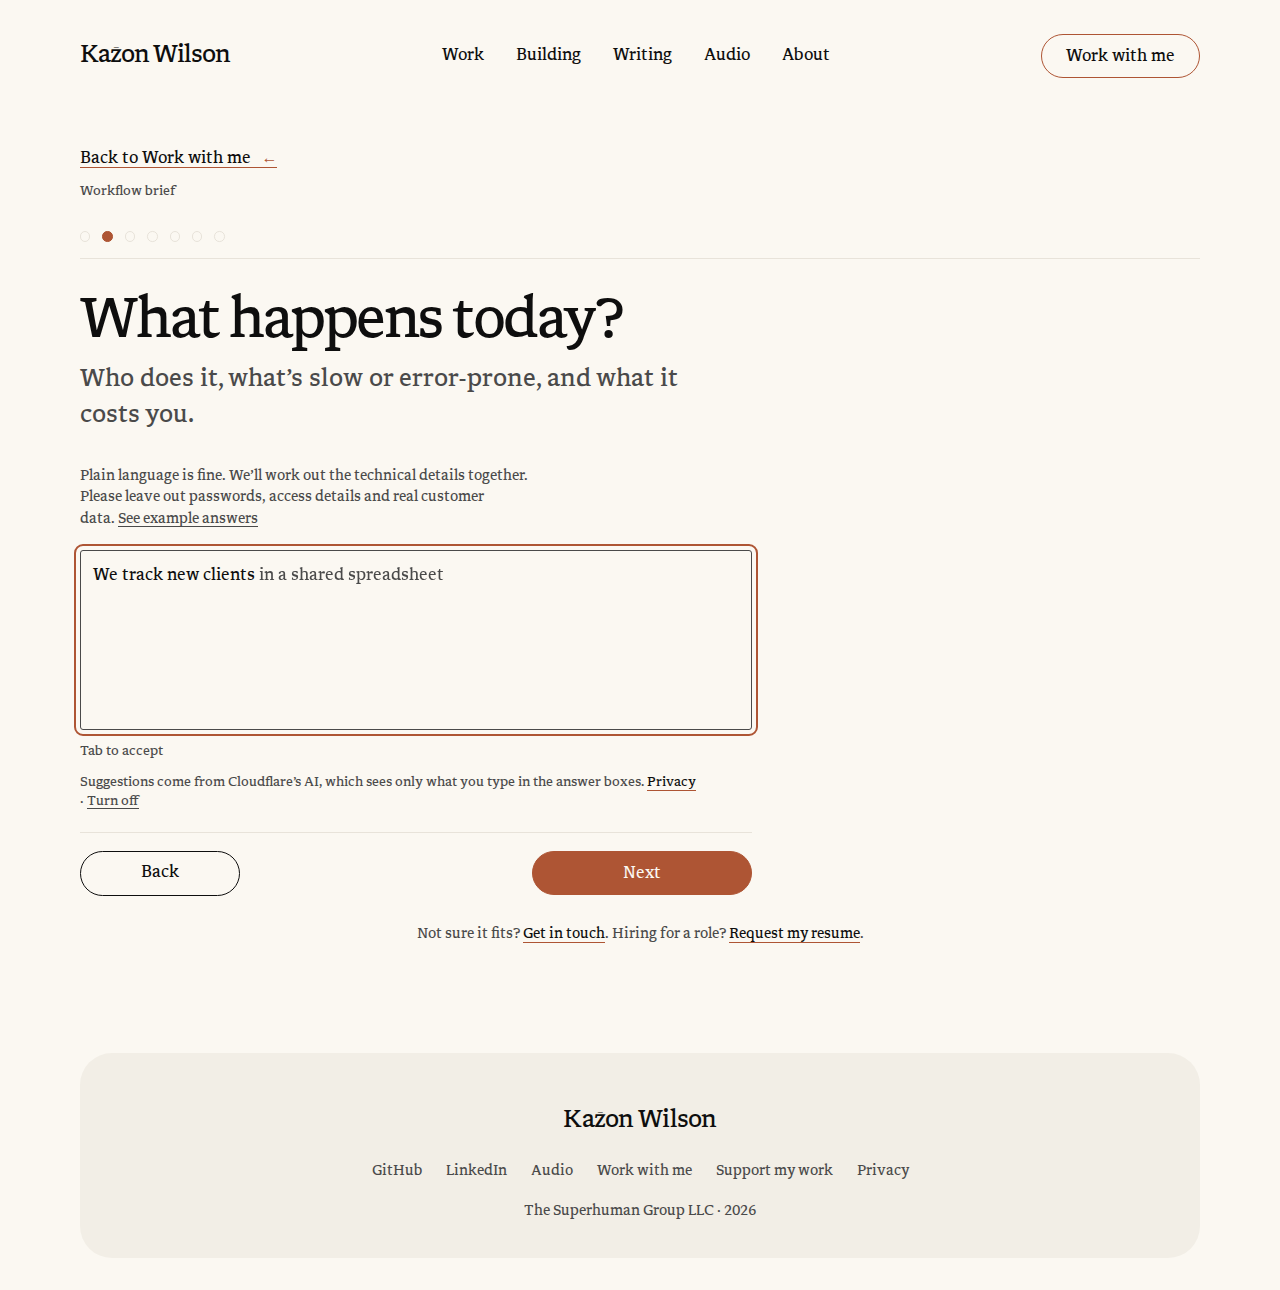 Każon Wilson
Work
Building
Writing
Audio
About
Work with me
Back to Work with me ←
Workflow brief
What happens today?
Who does it, what’s slow or error-prone, and what it
costs you.
Plain language is fine. We’ll work out the technical details together.
Please leave out passwords, access details and real customer
data. See example answers
We track new clients in a shared spreadsheet
Tab to accept
Suggestions come from Cloudflare’s AI, which sees only what you type in the answer boxes. Privacy
· Turn off
Back
Next
Not sure it fits? Get in touch. Hiring for a role? Request my resume.
Każon Wilson
GitHub
LinkedIn
Audio
Work with me
Support my work
Privacy
The Superhuman Group LLC · 2026